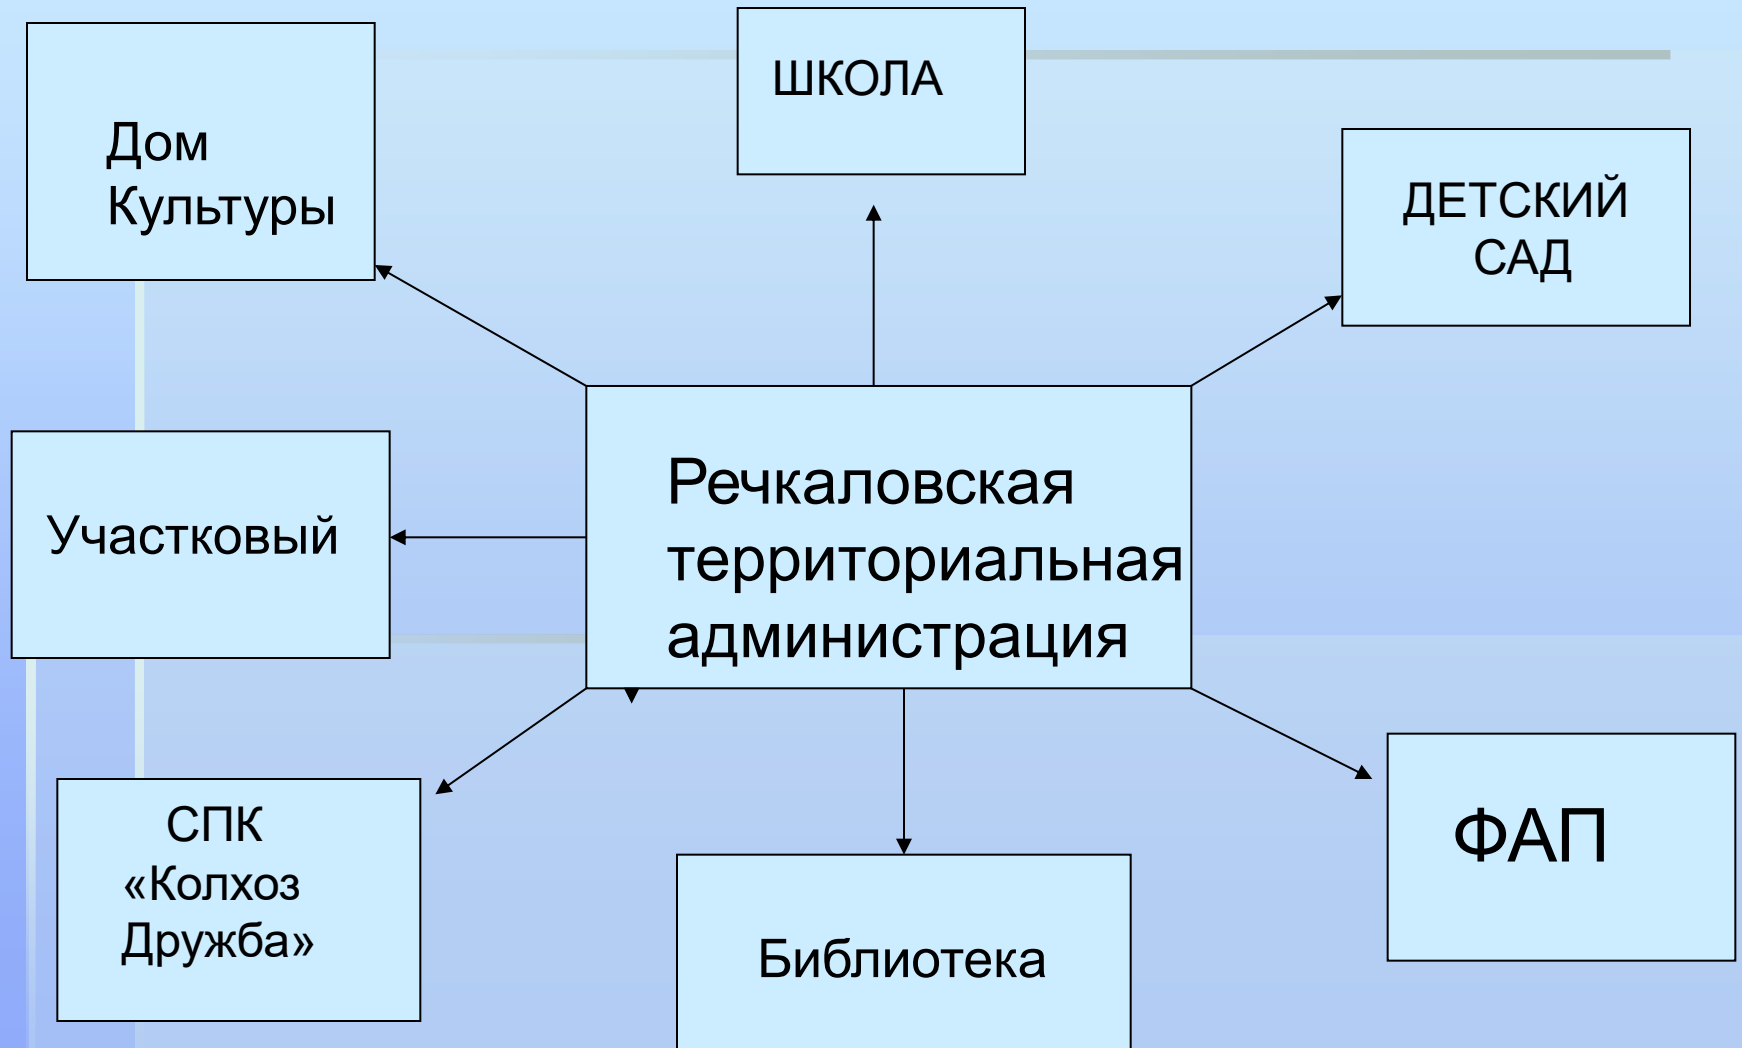 Дом
Культуры
ШКОЛА
ДЕТСКИЙ
САД
Участковый
Речкаловская
территориальная
администрация
СПК
«Колхоз
Дружба»
Библиотека
ФАП